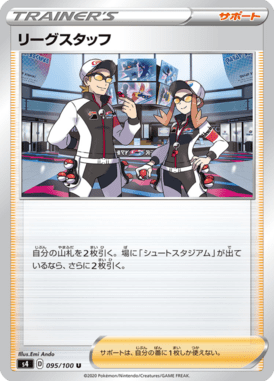 TRAINER'S
サポート
リーグスタッフ
自分の山札を2枚引く。場に「シュートスタジアム」が出て
いるなら、さらに2枚引く。
Illus.Emi Ando
s4 D 095/100 U
©2020 Pokémon/Nintendo/Creatures/GAME FREAK.
サポートは、自分の番に1枚しか使えない。